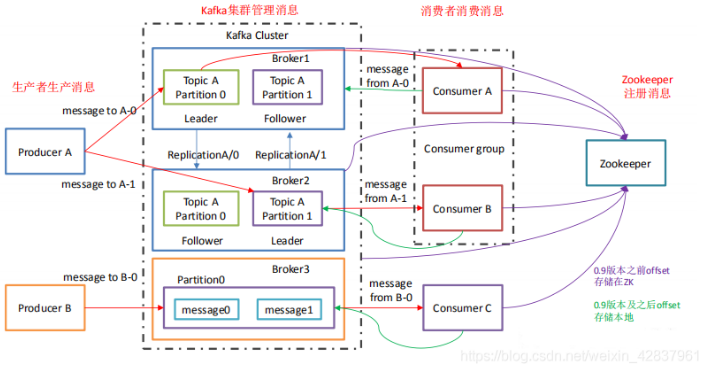 Kafka集群管理消息
消费者消费消息
Kafka Cluster
生产者生产消息
Zookeeper
注册消息
Broker1
Topic A
Partition 0
Topic A
Partition 1
Leader
Follower
message to A-0
message
from A-0
Consumer A
Producer A
ReplicationA/0
ReplicationA/1
Consumer group
Zookeeper
message to A-1
Broker2
Topic A
Partition 0
Topic A
Partition 1
Follower
Leader
message
from A-1
Consumer B
Broker3
Partition0
message0
message1
message to B-0
Producer B
message
from B-0
Consumer C
0.9版本之前offset
存储在ZK
0.9版本及之后offset
存储本地
https://blog.csdn.net/weixin_42837961